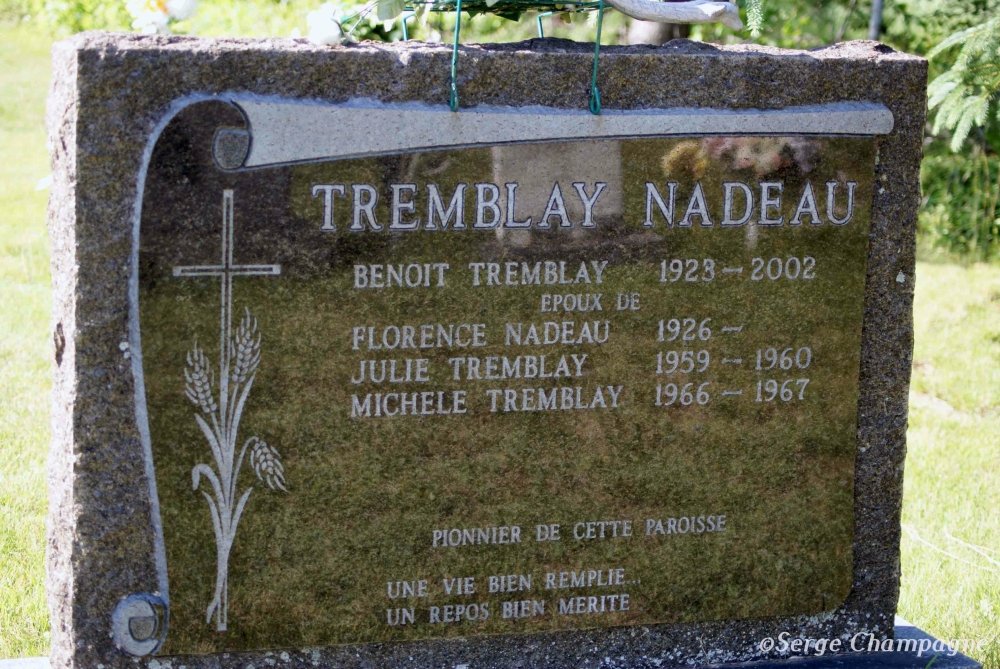 TREMBLAY NADEAU
BENOIT TREMBLAY 1923 - 2002
EPOUX DE
FLORENCE NADEAU 1926 -
JULIE TREMBLAY 1959 - 1960
MICHELE TREMBLAY 1966 - 1967
PIONNIER DE CETTE PAROISSE
UNE VIE BIEN REMPLIE...
UN REPOS BIEN MERITE
©Serge Champagne